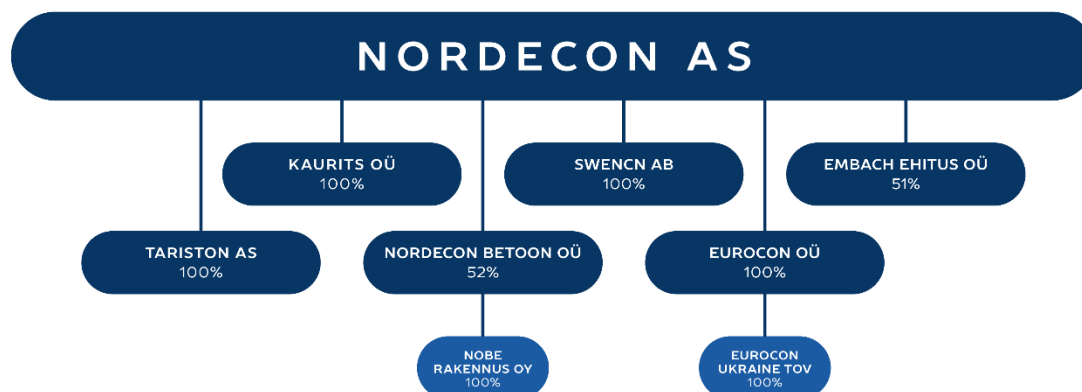 NORDECON AS
KAURITS OÜ
100%
SWENCN AB
100%
EMBACH EHITUS OÜ
51%
TARISTON AS
100%
NORDECON BETOON OÜ
52%
EUROCON OÜ
100%
NOBE
RAKENNUS OY
100%
EUROCON
UKRAINE TOV
100%